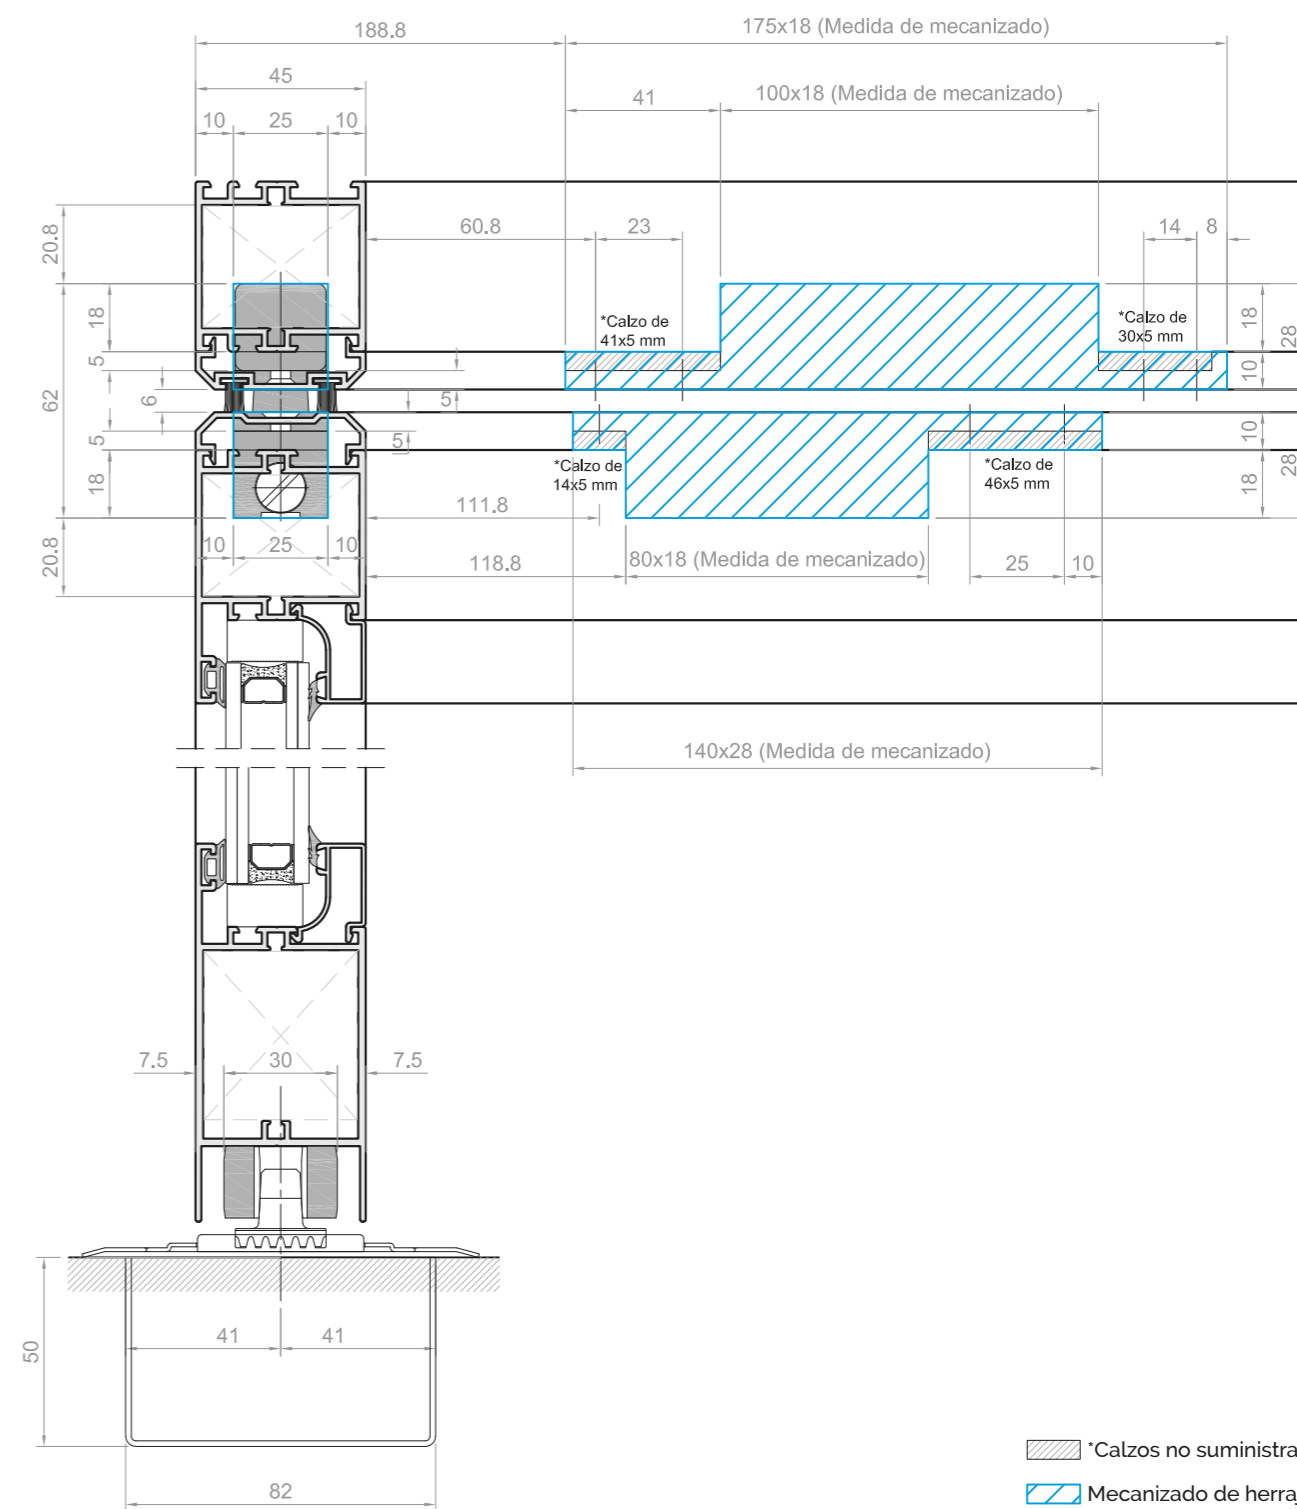 188.8
175x18 (Medida de mecanizado)
45
41
100x18 (Medida de mecanizado)
10
25
10
20.8
60.8
23
14
8
*Calzo de
41x5 mm
*Calzo de
30x5 mm
18
18
28
5
10
62
6
5
5
5
10
*Calzo de
14x5 mm
*Calzo de
46x5 mm
28
18
18
111.8
20.8
10
25
10
118.8
80x18 (Medida de mecanizado)
25
10
140x28 (Medida de mecanizado)
7.5
30
7.5
50
41
41
82
*Calzos no suministra
Mecanizado de herraj